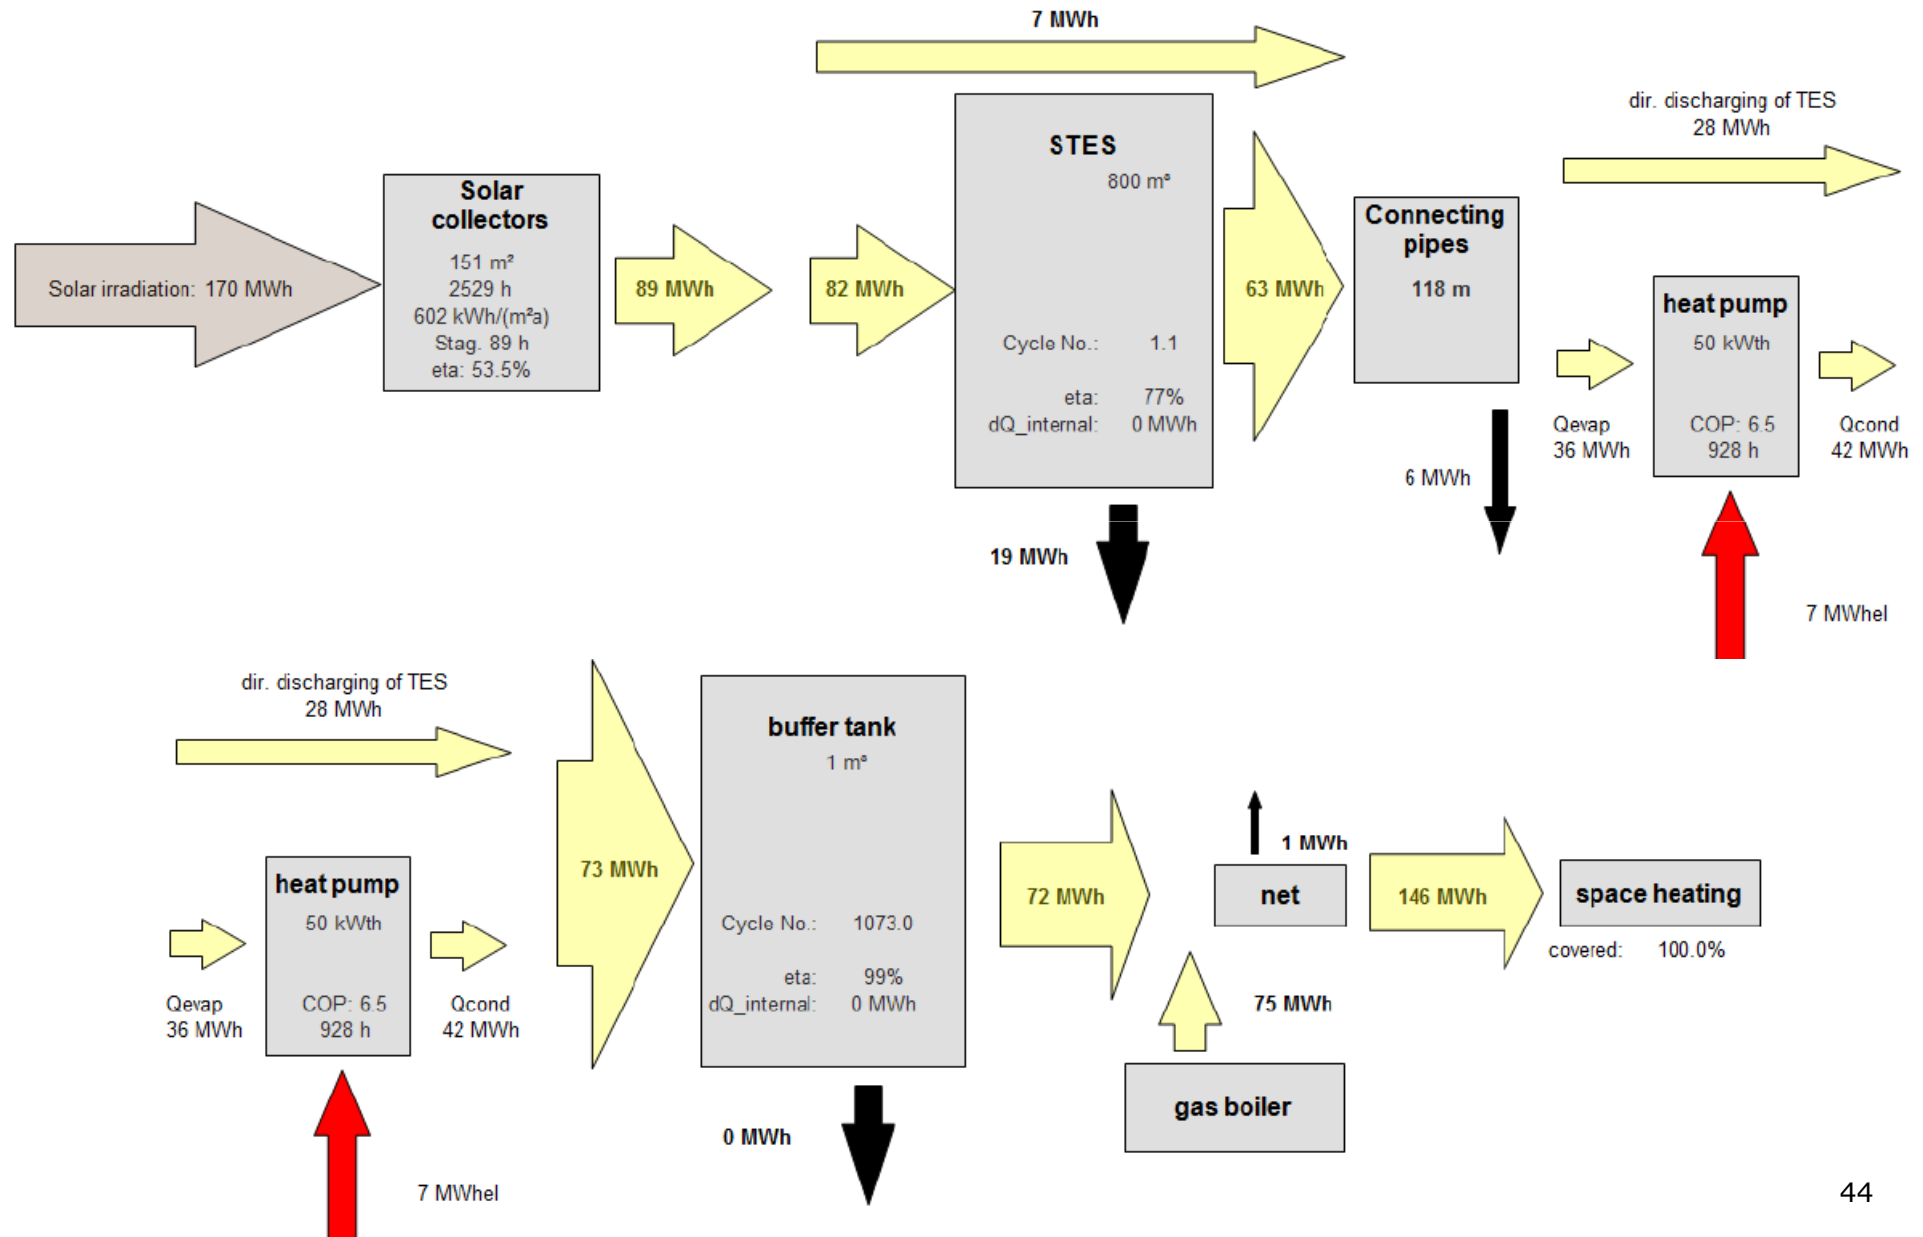 7 MWh
dir. discharging of TES
28 MWh
STES
800 m³
Solar
collectors
151 m²
2529 h
602 kWh/(m²a)
Stag. 89 h
eta: 53.5%
Solar irradiation: 170 MWh
89 MWh
82 MWh
Cycle No.: 1.1
eta: 77%
dQ_internal: 0 MWh
63 MWh
Connecting
pipes
118 m
heat pump
50 kWth
COP: 6.5
928 h
Qevap
36 MWh
Qcond
42 MWh
6 MWh
19 MWh
7 MWhel
dir. discharging of TES
28 MWh
buffer tank
1 m³
73 MWh
Cycle No.: 1073.0
eta: 99%
dQ_internal: 0 MWh
heat pump
50 kWth
COP: 6.5
928 h
Qevap
36 MWh
Qcond
42 MWh
72 MWh
1 MWh
net
146 MWh
space heating
covered: 100.0%
75 MWh
gas boiler
0 MWh
7 MWhel
44